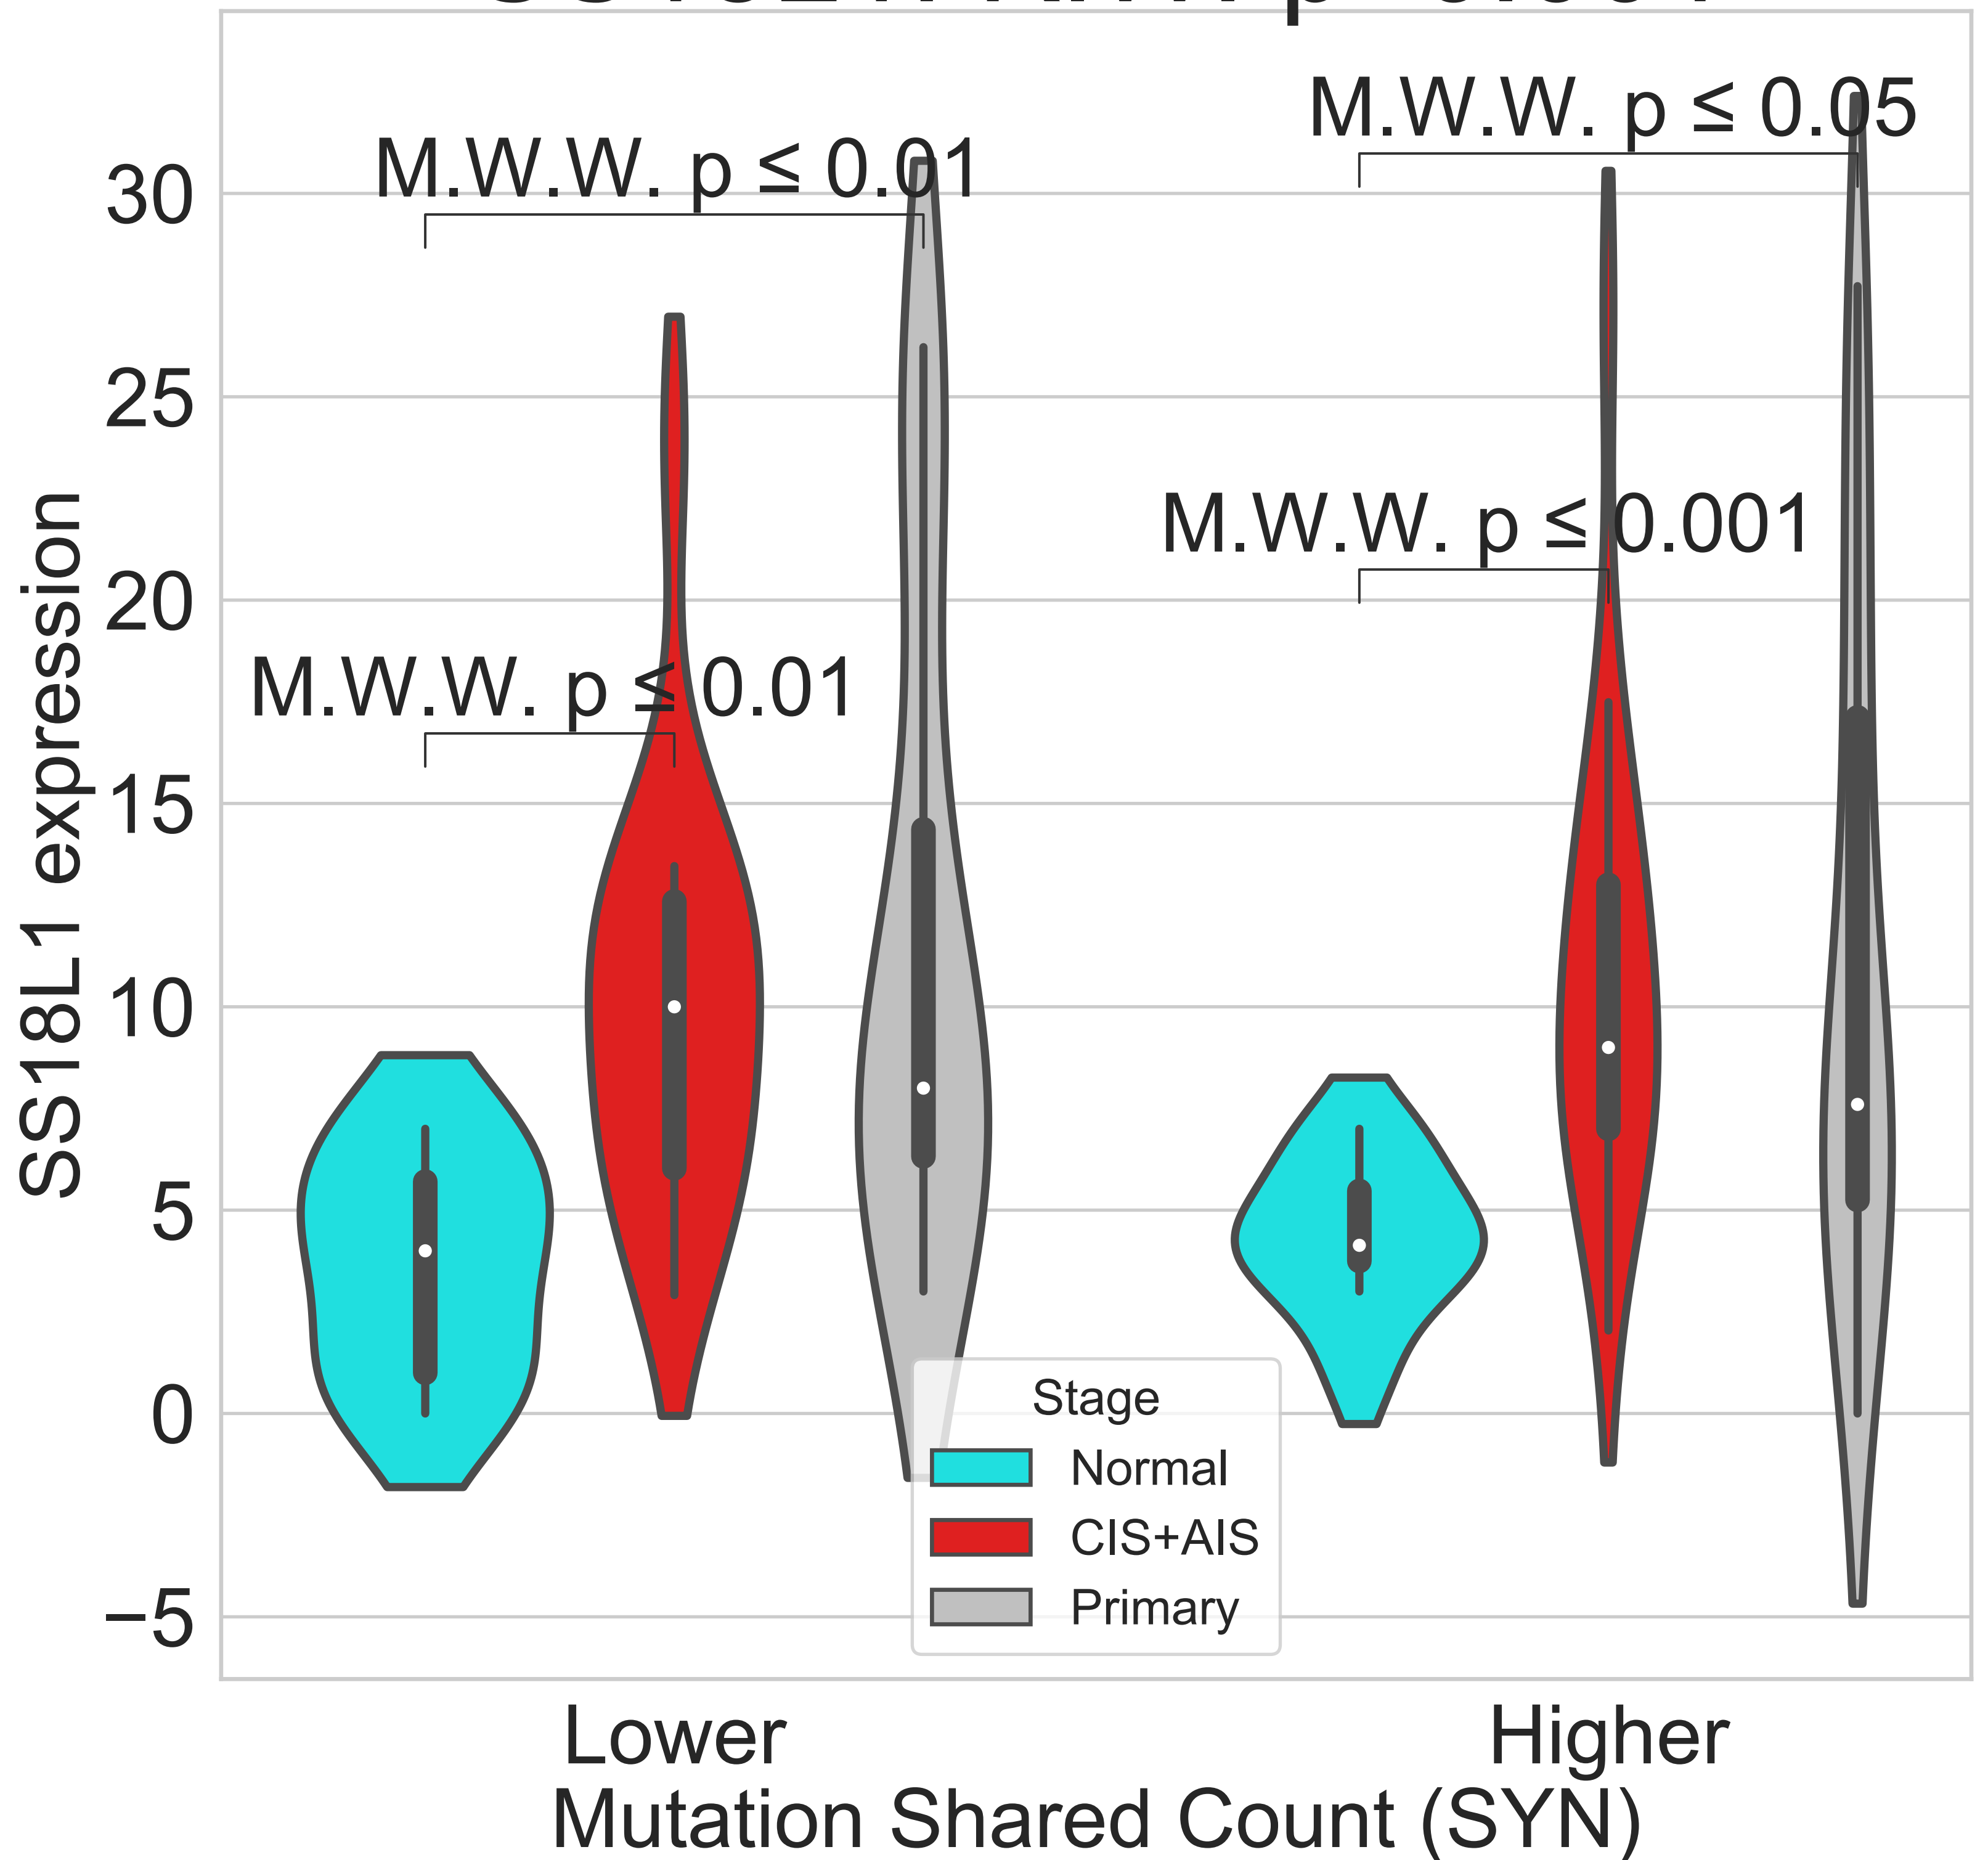 M.W.W. p ≤ 0.05
M.W.W. p ≤ 0.01
M.W.W. p ≤ 0.001
M.W.W. p ≤ 0.01
SS18L1 expression
30
25
20
15
10
5
0
−5
Stage
Normal
CIS+AIS
Primary
Lower
Higher
Mutation Shared Count (SYN)